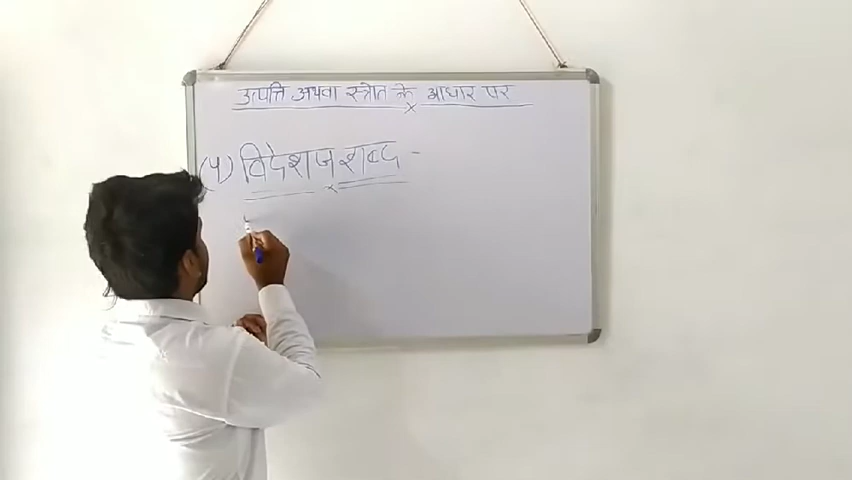 उत्पत्ति अथवा स्त्रोत के आधार पर
(५) विदेशज शब्द -